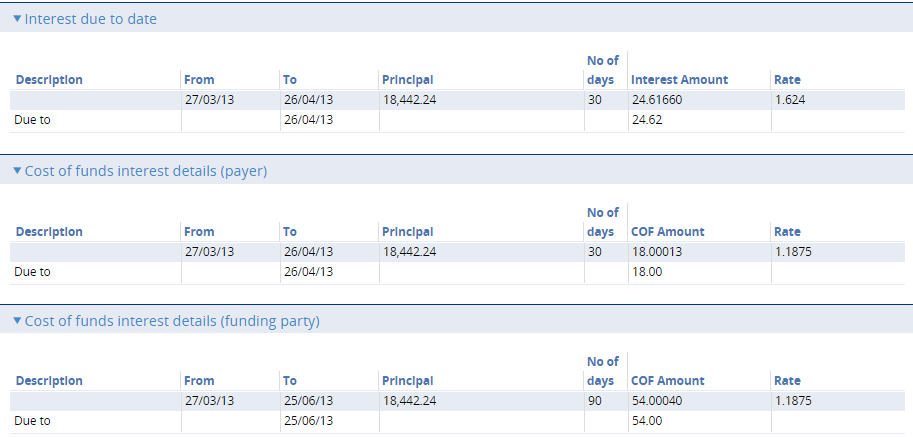 Interest due to date
No of
Description From To Principal days Interest Amount Rate
27/03/13 26/04/13 18,442.24 30 24.61660 1.624
Due to 26/04/13 24.62
Cost of funds interest details (payer)
No of
Description From To Principal days COF Amount Rate
27/03/13 26/04/13 18,442.24 30 18.00013 1.1875
Due to 26/04/13 18.00
Cost of funds interest details (funding party)
No of
Description From To Principal days COF Amount Rate
27/03/13 25/06/13 18,442.24 90 54.00040 1.1875
Due to 25/06/13 54.00